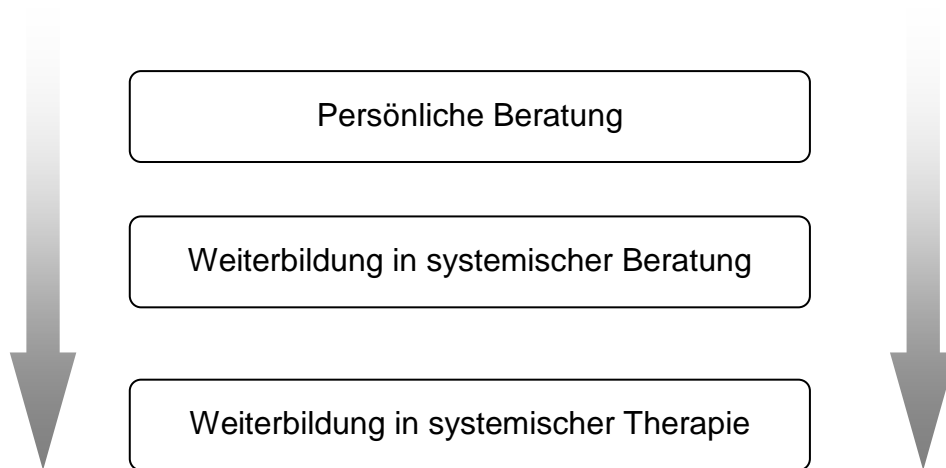 Persönliche Beratung
Weiterbildung in systemischer Beratung
Weiterbildung in systemischer Therapie